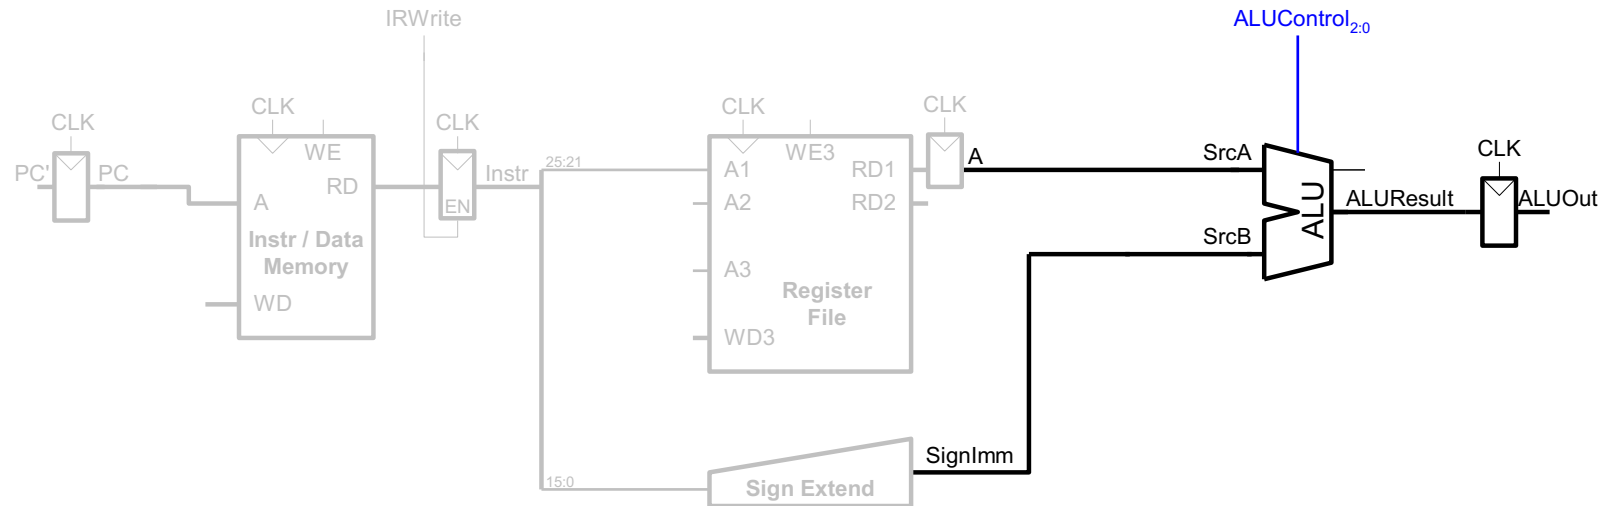 IRWrite
ALUControl2:0
CLK
CLK
CLK
CLK
CLK
CLK
PC'
PC
WE
RD
A
Instr / Data
Memory
WD
EN
Instr
25:21
A1
A2
A3
WD3
WE3
RD1
RD2
Register
File
A
SrcA
SrcB
ALU
ALUResult
ALUOut
SignImm
15:0
Sign Extend